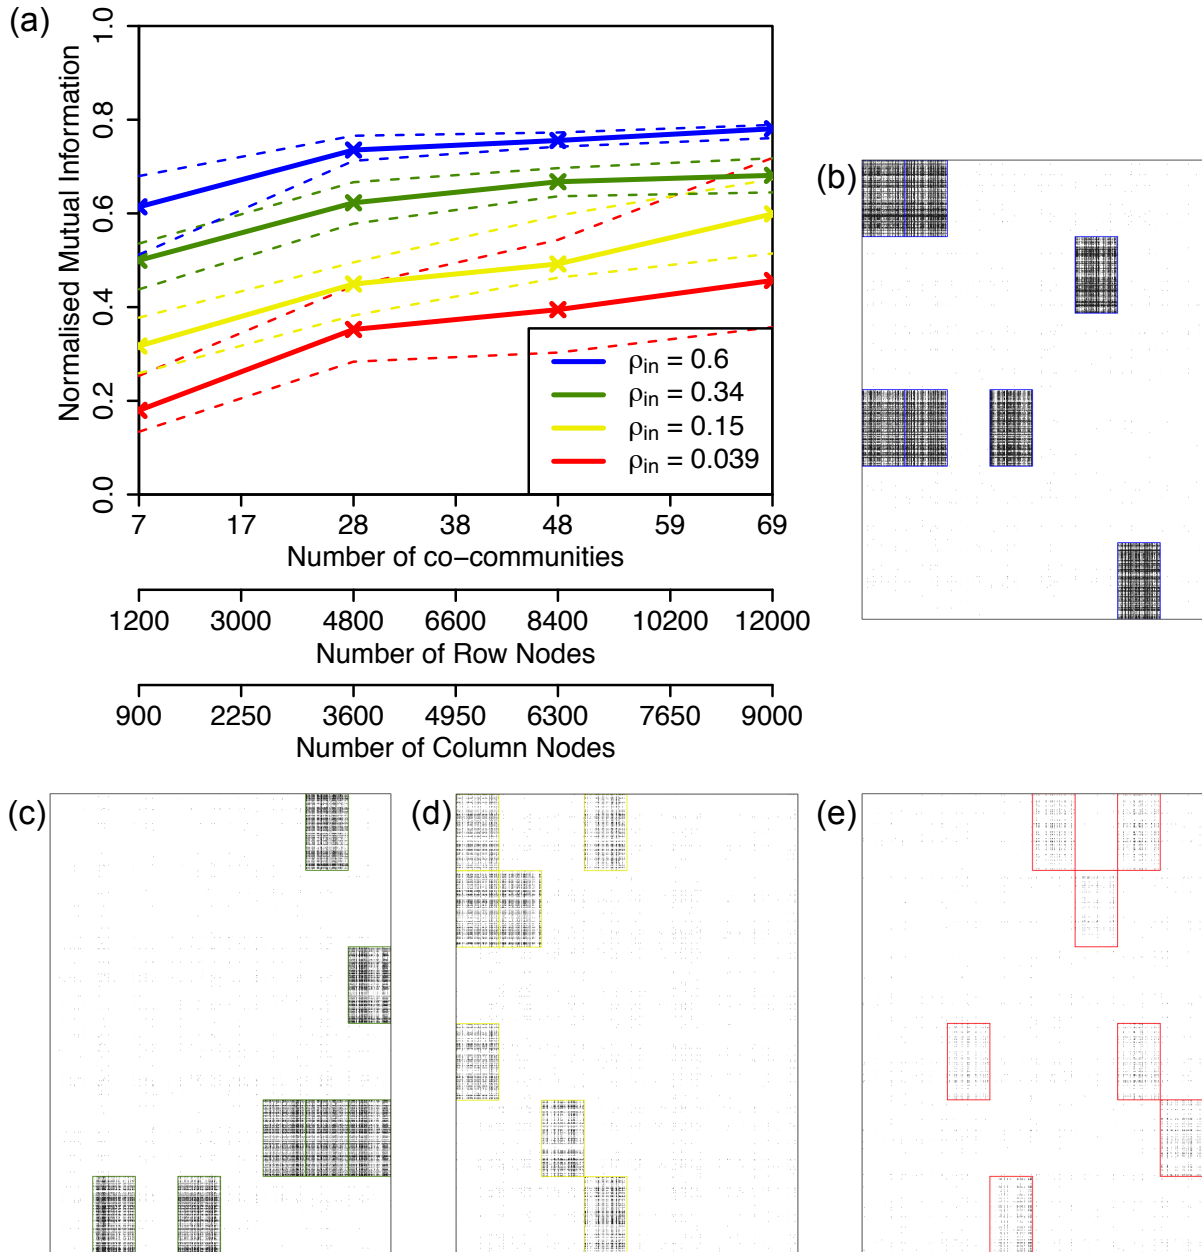 (a)
Normalised Mutual Information
1.0
0.8
0.6
0.4
0.2
0.0
ρin = 0.6
ρin = 0.34
ρin = 0.15
ρin = 0.039
7 17 28 38 48 59 69
Number of co−communities
1200 3000 4800 6600 8400 10200 12000
Number of Row Nodes
900 2250 3600 4950 6300 7650 9000
Number of Column Nodes
(b)
(c)
(d)
(e)